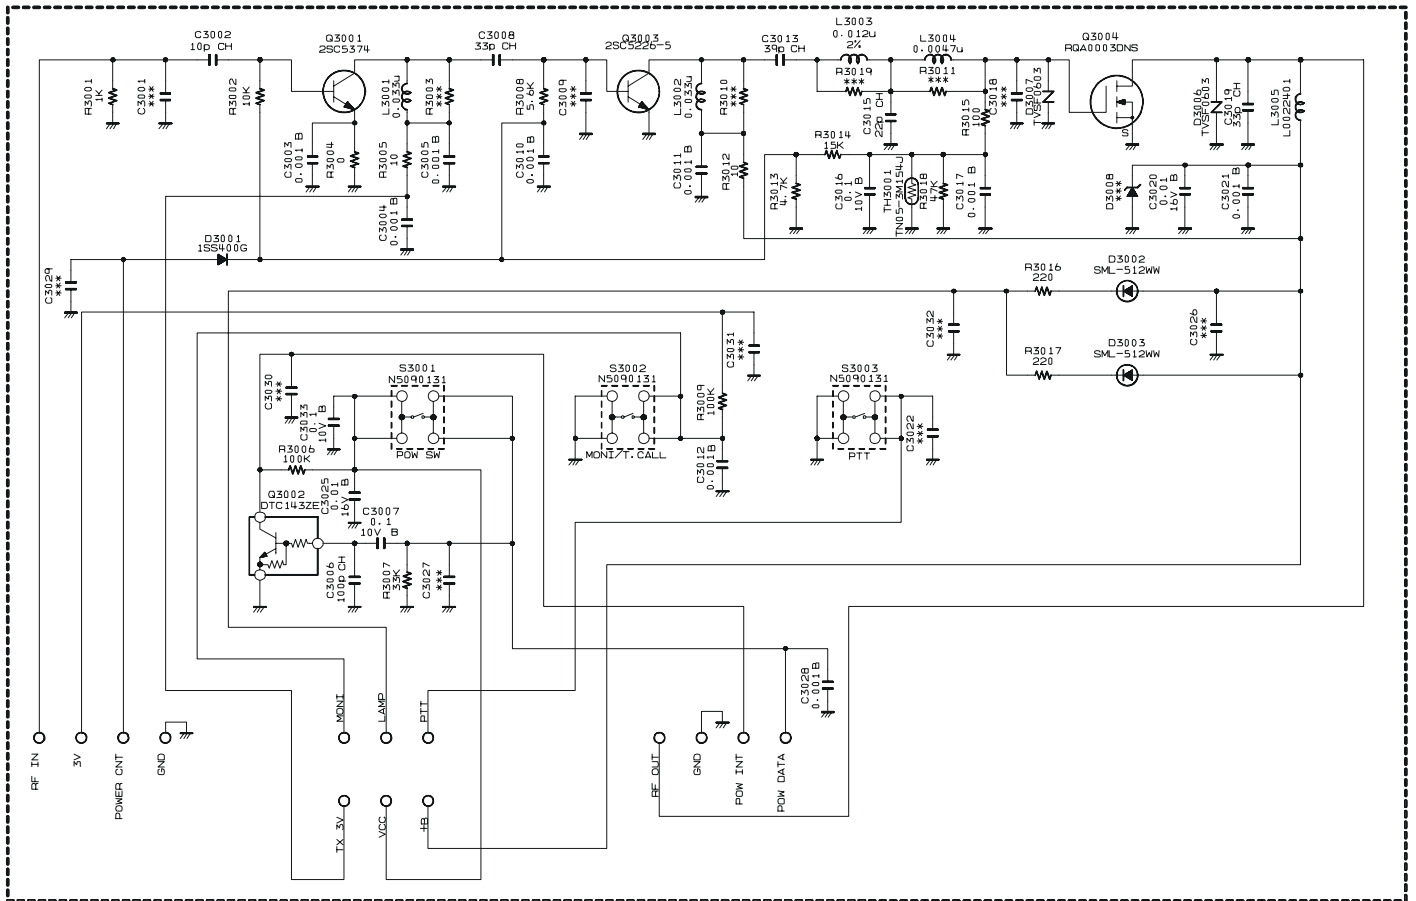 C3002
10p CH
Q3001
2SC5374
C3008
33p CH
Q3003
2SC5226-5
C3013
39p CH
L3003
0.012u
2%
L3004
0.0047u
Q3004
RQA0003DNS
R3001
1K
C3001
***
R3002
10K
L3001
0.033u
R3003
***
R3008
5.6K
C3009
***
L3002
0.033u
R3010
***
R3019
***
R3011
***
C3015
22p CH
R3015
100
C3018
***
D3007
TVSF0603
S
D3006
TVSF0603
C3019
33p CH
L3005
L0022401
C3003
0.001 B
R3004
0
R3005
10
C3005
0.001 B
C3010
0.001 B
C3011
0.001 B
R3012
10
R3014
15K
R3013
4.7K
C3016
0.1
10V B
TH3001
TN05-3M154J
R3018
47K
C3017
0.001 B
D3008
***
C3020
0.01
16V B
C3021
0.001 B
C3004
0.001 B
D3001
1SS400G
C3029
***
R3016
220
D3002
SML-512WW
C3032
***
C3026
***
R3017
220
D3003
SML-512WW
C3031
***
C3030
***
S3001
N5090131
POW SW
S3002
N5090131
MONI/T.CALL
R3009
100K
S3003
N5090131
PTT
C3022
***
C3033
0.1
10V B
R3006
100K
C3012
0.001 B
Q3002
DTC143ZE
C3025
0.01
16V B
C3007
0.1
10V B
C3006
100p CH
R3007
33K
C3027
***
C3028
0.001 B
MONI
LAMP
PTT
RF IN
3V
POWER CNT
GND
RF OUT
GND
POW INT
POW DATA
TX 3V
VCC
+B